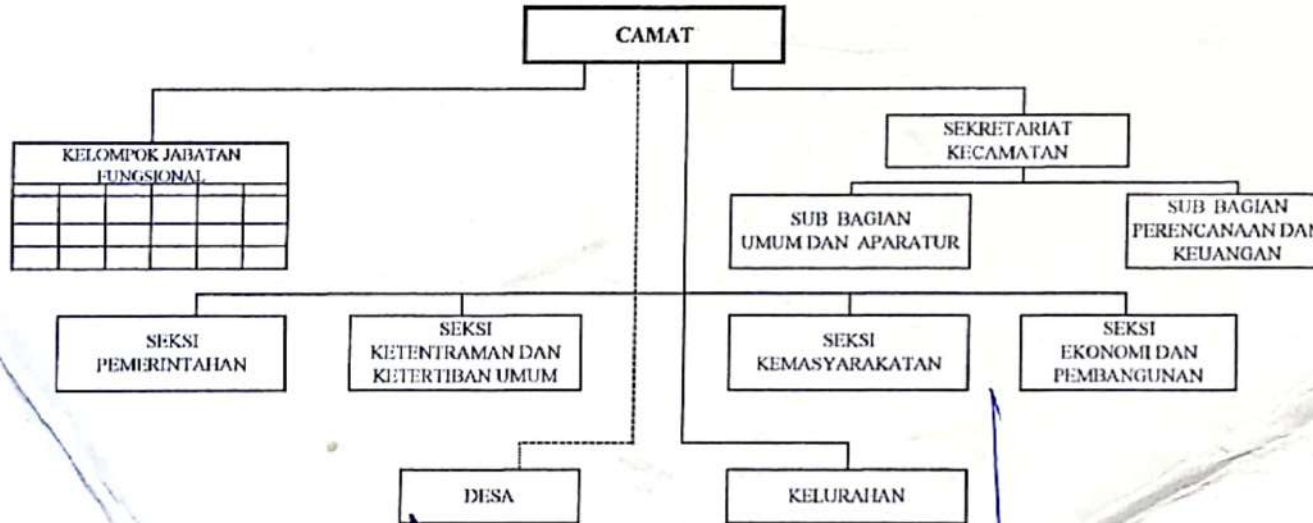 CAMAT
KELOMPOK JABATAN
FUNGSIONAL
SEKRETARIAT
KECAMATAN
SUB BAGIAN
UMUM DAN APARATUR
SUB BAGIAN
PERENCANAAN DAN
KEUANGAN
SEKSI
PEMERINTAHAN
SEKSI
KETENTRAMAN DAN
KETERTIBAN UMUM
SEKSI
KEMASYARAKATAN
SEKSI
EKONOMI DAN
PEMBANGUNAN
DESA
KELURAHAN